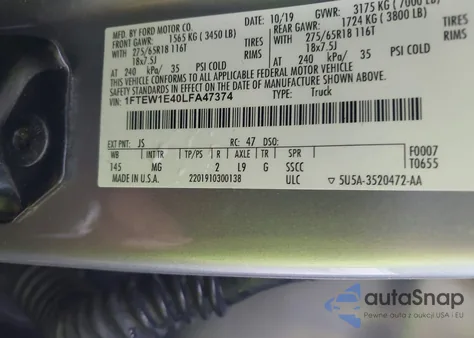 MFD. BY FORD MOTOR CO.
DATE: 10/19 GVWR: 3175 KG ( 7000 LB)
FRONT GAWR: 1565 KG ( 3450 LB) REAR GAWR: 1724 KG ( 3800 LB)
275/65R18 116T TIRES 275/65R18 116T TIRES
18x7.5J RIMS 18x7.5J RIMS
AT 240 kPa/ 35 PSI COLD AT 240 kPa/ 35 PSI COLD
THIS VEHICLE CONFORMS TO ALL APPLICABLE FEDERAL MOTOR VEHICLE
SAFETY STANDARDS IN EFFECT ON THE DATE OF MANUFACTURE SHOWN ABOVE.
VIN: 1FTEW1E40LFA47374 TYPE: Truck
EXT PNT: JS RC: 47 DSO: F0007
WB INT TR TP/PS R AXLE TR SPR T0655
145 MG 2 L9 G SSCC
MADE IN U.S.A. 2201910300138 ULC ▽ 5U5A-3520472-AA
autoSnap
Pewne auto z aukcji USA i EU